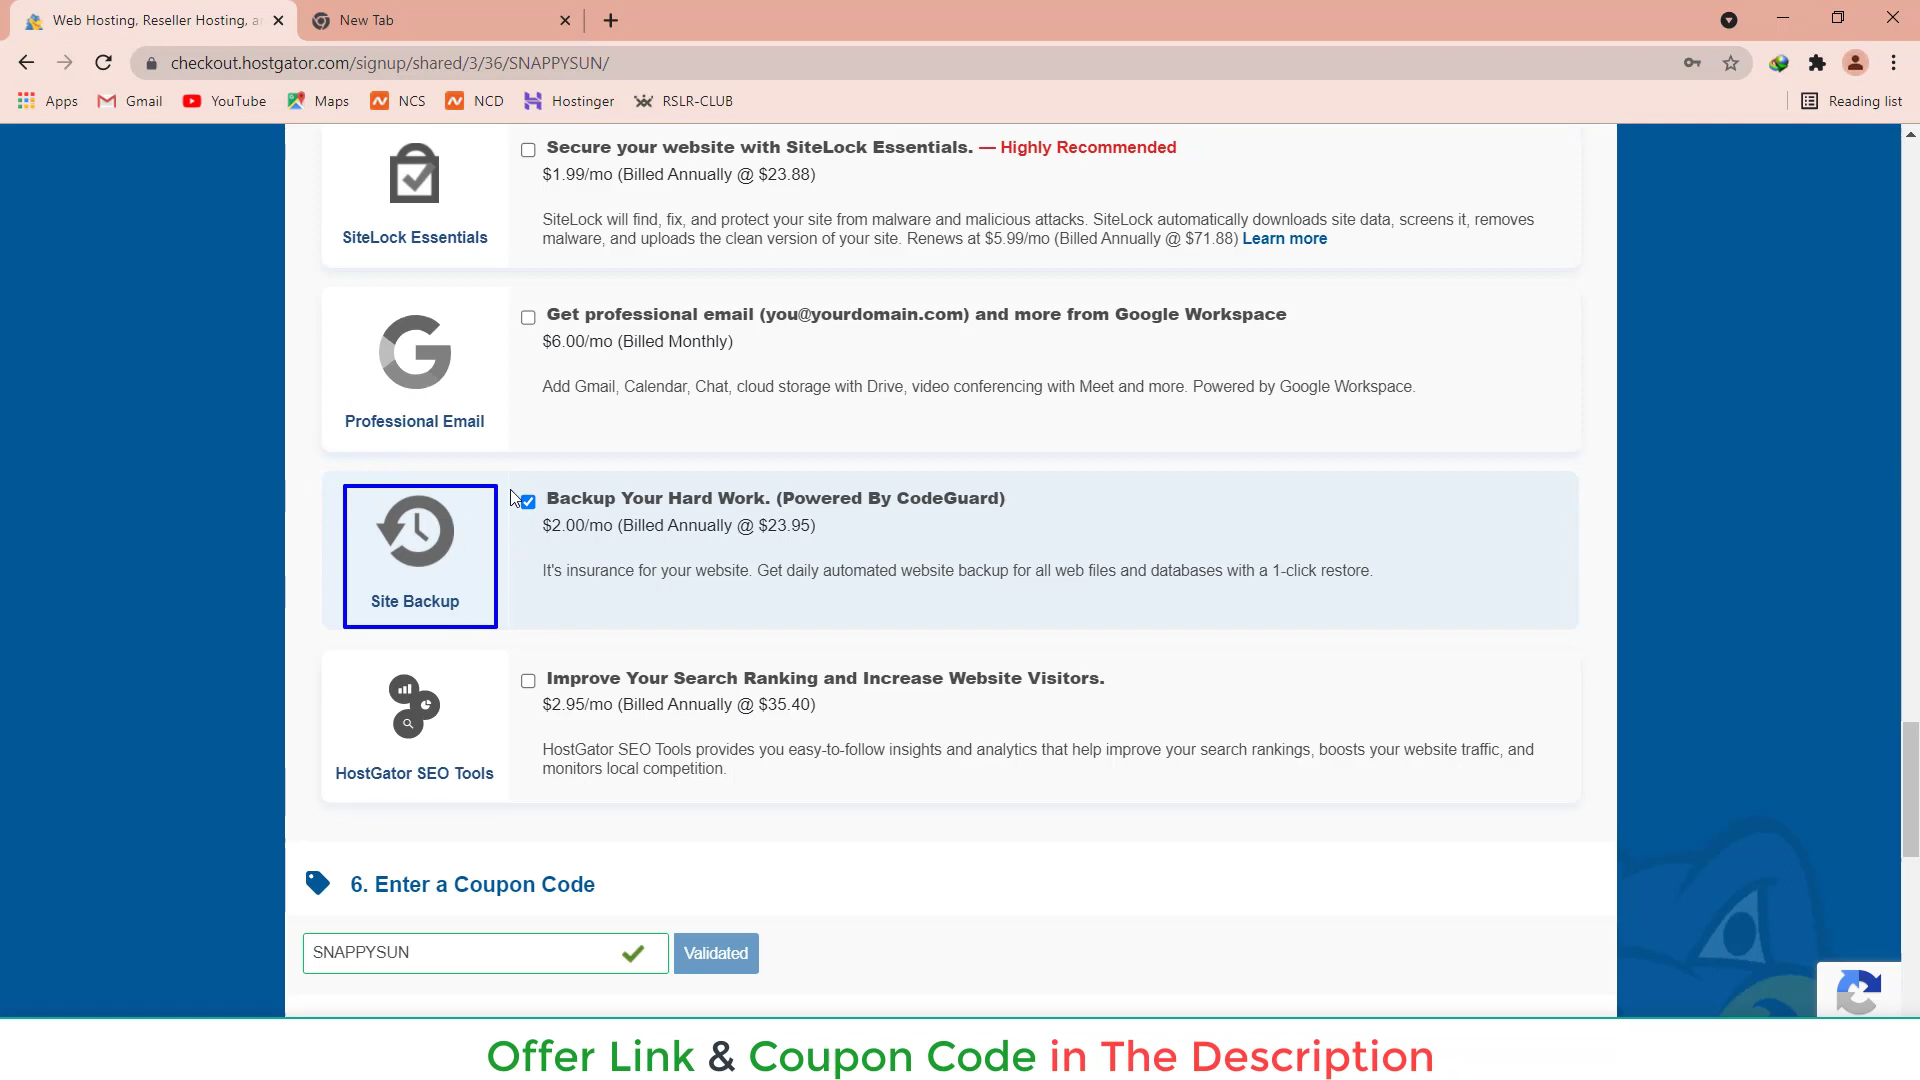 Web Hosting, Reseller Hosting, a
New Tab
checkout.hostgator.com/signup/shared/3/36/SNAPPYSUN/
Apps
Gmail
YouTube
Maps
NCS
NCD
Hostinger
RSLR-CLUB
Reading list
Secure your website with SiteLock Essentials. — Highly Recommended
$1.99/mo (Billed Annually @ $23.88)
SiteLock will find, fix, and protect your site from malware and malicious attacks. SiteLock automatically downloads site data, screens it, removes
malware, and uploads the clean version of your site. Renews at $5.99/mo (Billed Annually @ $71.88) Learn more
SiteLock Essentials
Get professional email (you@yourdomain.com) and more from Google Workspace
$6.00/mo (Billed Monthly)
Add Gmail, Calendar, Chat, cloud storage with Drive, video conferencing with Meet and more. Powered by Google Workspace.
Professional Email
Backup Your Hard Work. (Powered By CodeGuard)
$2.00/mo (Billed Annually @ $23.95)
It's insurance for your website. Get daily automated website backup for all web files and databases with a 1-click restore.
Site Backup
Improve Your Search Ranking and Increase Website Visitors.
$2.95/mo (Billed Annually @ $35.40)
HostGator SEO Tools provides you easy-to-follow insights and analytics that help improve your search rankings, boosts your website traffic, and
monitors local competition.
HostGator SEO Tools
6. Enter a Coupon Code
SNAPPYSUN
Validated
Offer Link & Coupon Code in The Description